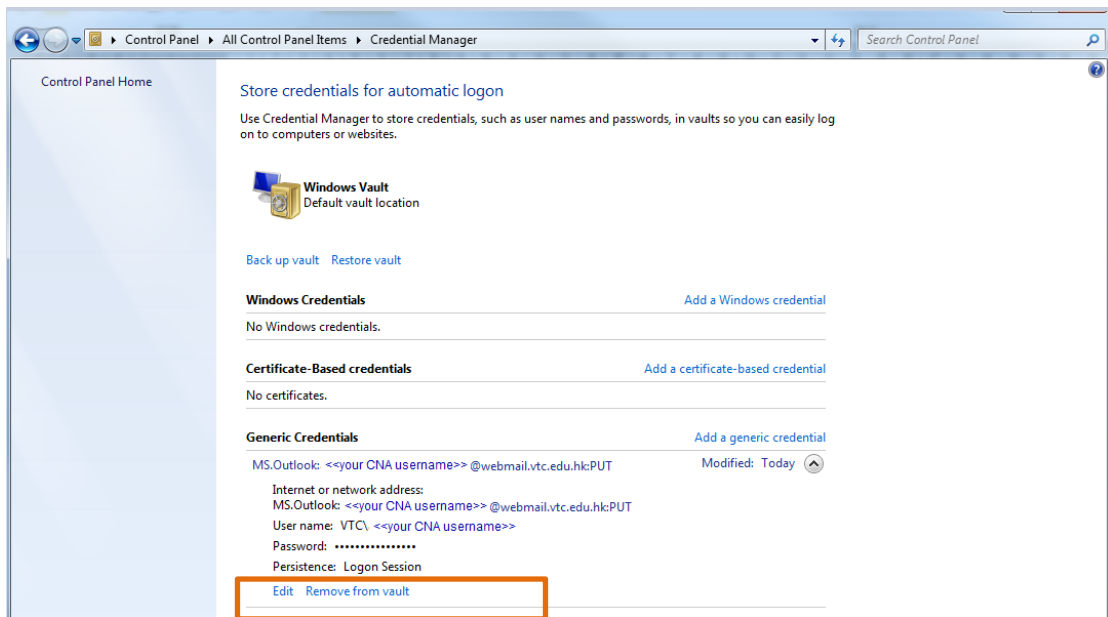 Control Panel ▸ All Control Panel Items ▸ Credential Manager
Search Control Panel
Control Panel Home
Store credentials for automatic logon
Use Credential Manager to store credentials, such as user names and passwords, in vaults so you can easily log
on to computers or websites.
Windows Vault
Default vault location
Back up vault Restore vault
Windows Credentials Add a Windows credential
No Windows credentials.
Certificate-Based credentials Add a certificate-based credential
No certificates.
Generic Credentials Add a generic credential
MS.Outlook: <<your CNA username>> @webmail.vtc.edu.hk:PUT Modified: Today
Internet or network address:
MS.Outlook: <<your CNA username>> @webmail.vtc.edu.hk:PUT
User name: VTC\ <<your CNA username>>
Password: ••••••••••••••••
Persistence: Logon Session
Edit Remove from vault